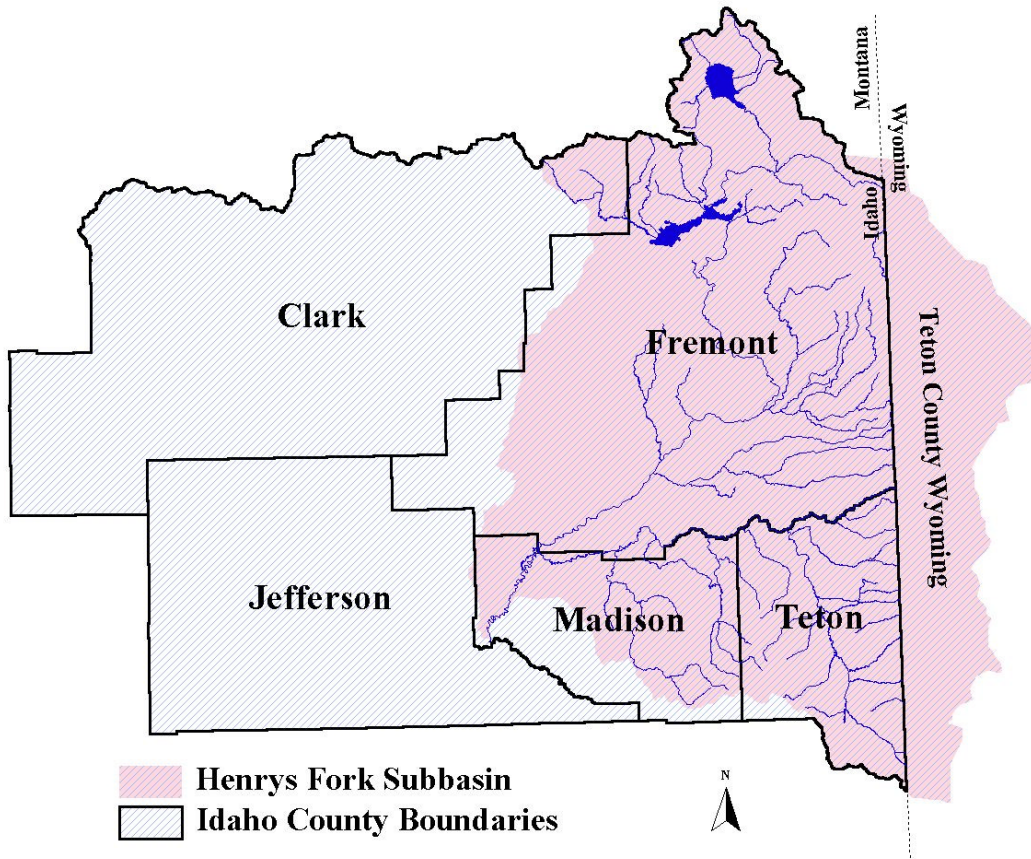 Montana
Wyoming
Idaho
Clark
Fremont
Teton County Wyoming
Jefferson
Madison
Teton
Henrys Fork Subbasin
N
Idaho County Boundaries